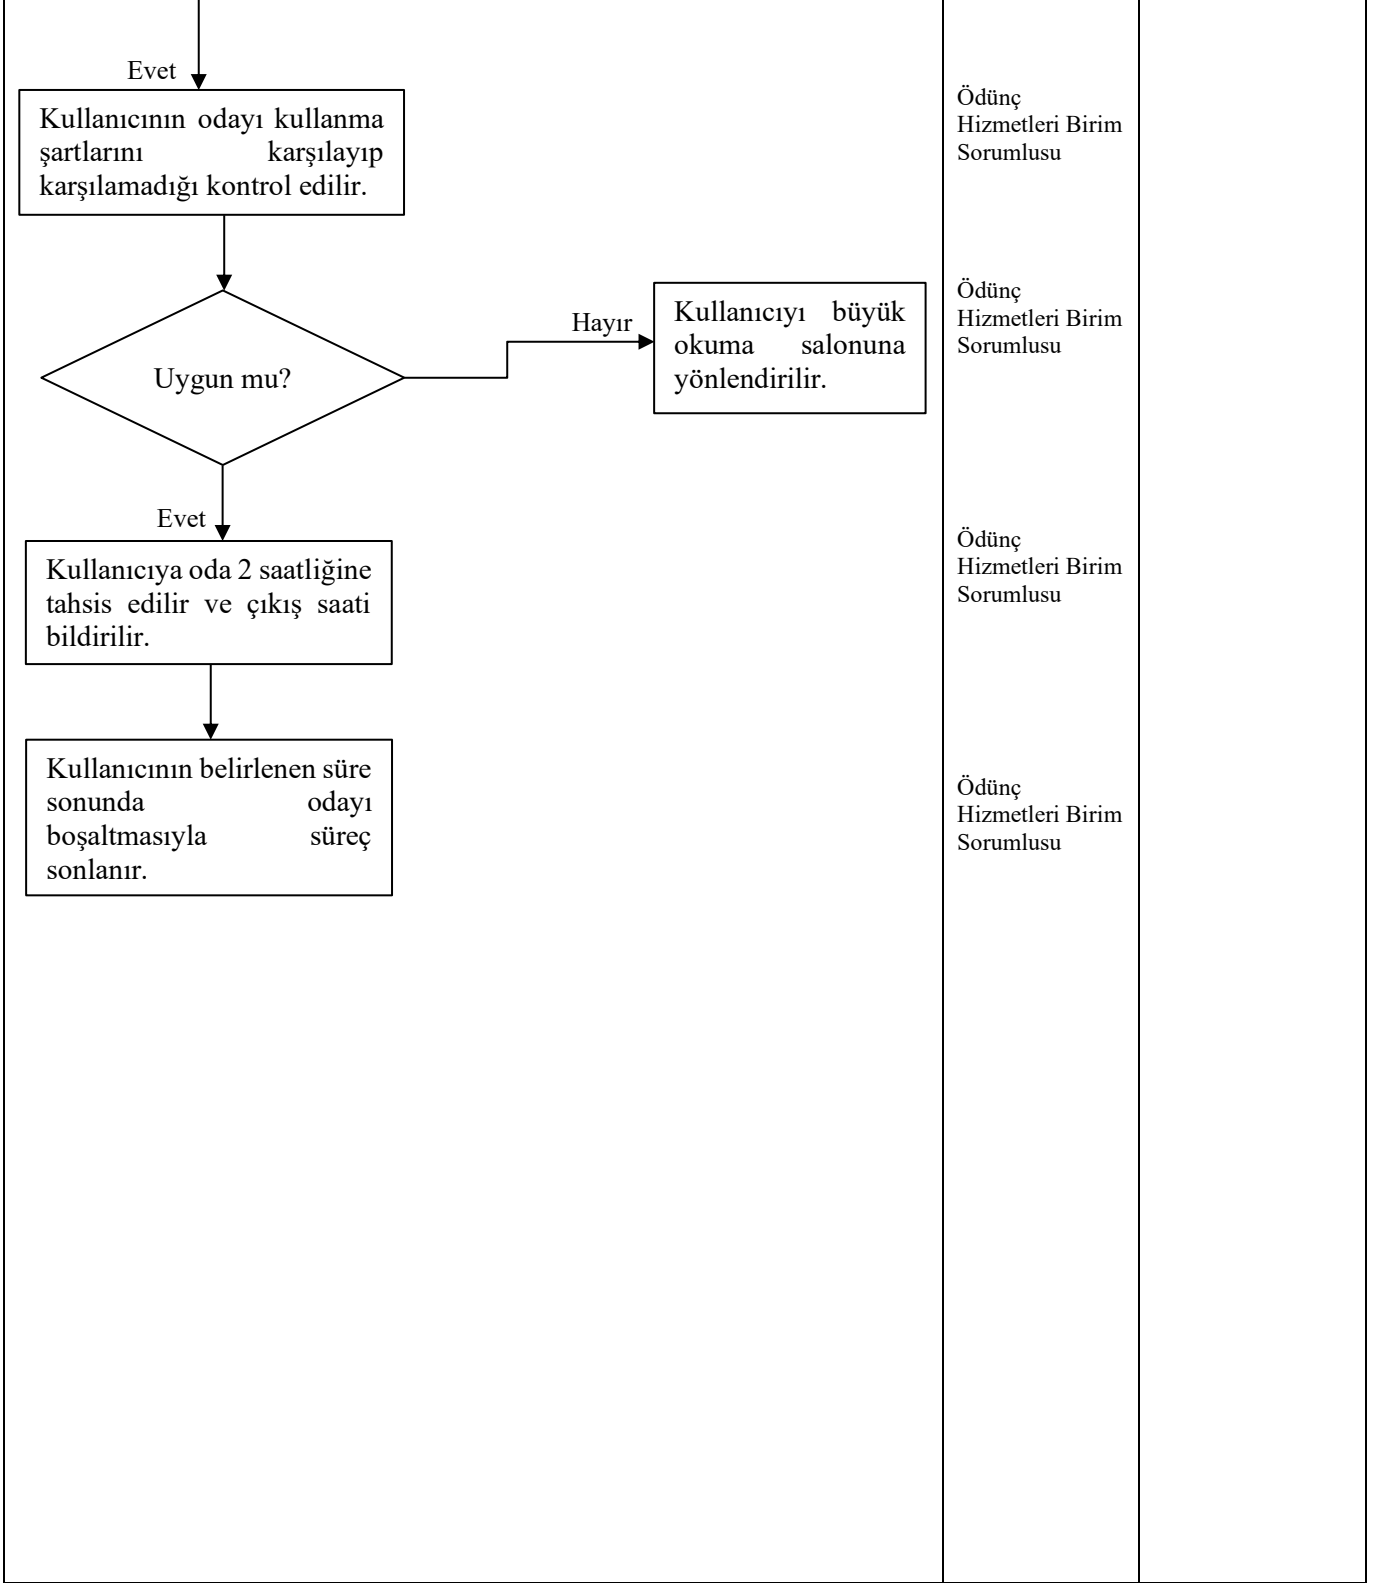 Evet
Kullanıcının odayı kullanma
şartlarını karşılayıp
karşılamadığı kontrol edilir.
Ödünç
Hizmetleri Birim
Sorumlusu
Uygun mu?
Hayır
Kullanıcıyı büyük
okuma salonuna
yönlendirilir.
Ödünç
Hizmetleri Birim
Sorumlusu
Evet
Kullanıcıya oda 2 saatliğine
tahsis edilir ve çıkış saati
bildirilir.
Ödünç
Hizmetleri Birim
Sorumlusu
Kullanıcının belirlenen süre
sonunda odayı
boşaltmasıyla süreç
sonlanır.
Ödünç
Hizmetleri Birim
Sorumlusu